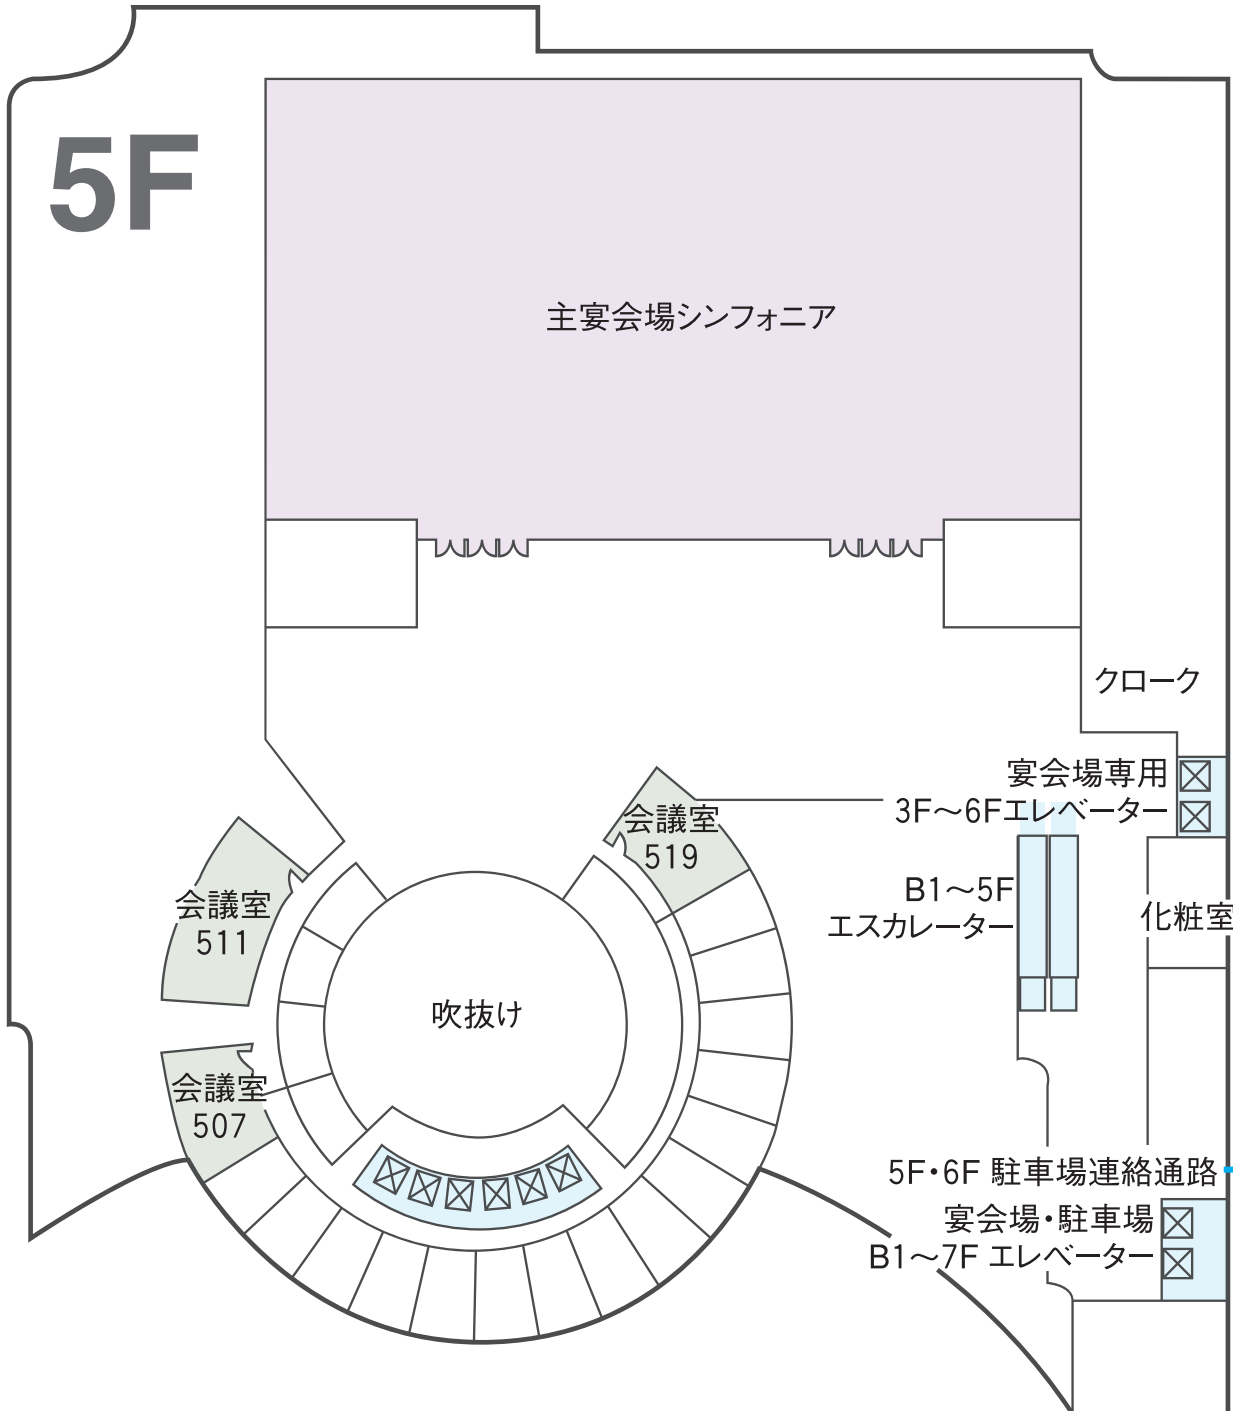 5F
主宴会場シンフォニア
クローク
宴会場専用
3F～6Fエレベーター
会議室
519
B1～5F
エスカレーター
化粧室
会議室
511
吹抜け
会議室
507
5F・6F 駐車場連絡通路
宴会場・駐車場
B1～7F エレベーター